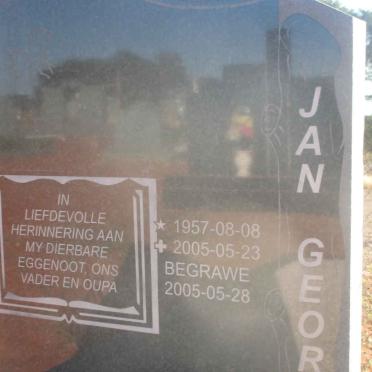 JAN GEOR
IN
LIEFDEVOLLE
HERINNERING AAN
MY DIERBARE
EGGENOOT, ONS
VADER EN OUPA
1957-08-08
2005-05-23
BEGRAWE
2005-05-28